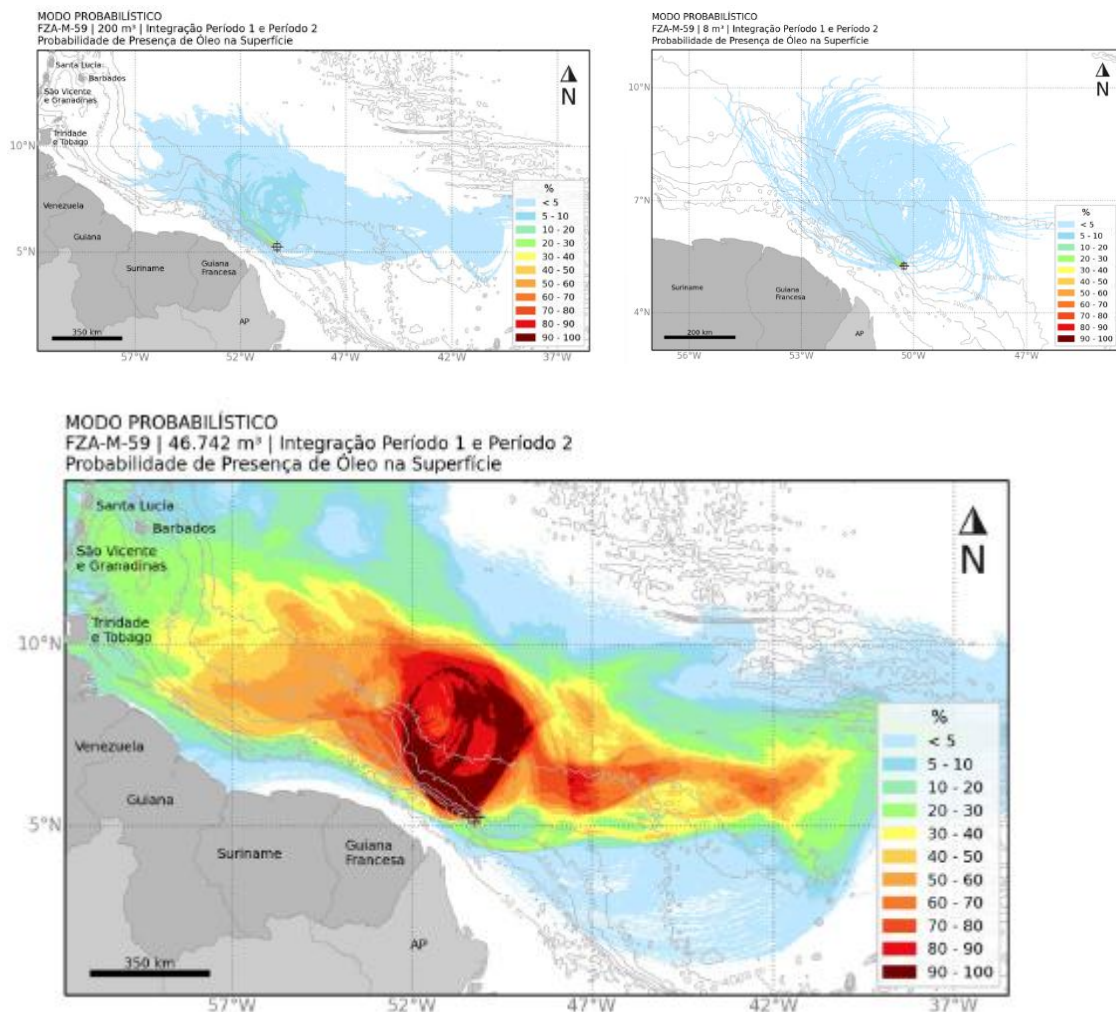 MODO PROBABILÍSTICO
FZA-M-59 | 200 m³ | Integração Período 1 e Período 2
Probabilidade de Presença de Óleo na Superfície
Santa Lucía
Barbados
São Vicente
e Granadinas
Trindade
e Tobago
Venezuela
Guiana
Suriname
Guiana
Francesa
AP
N
10°N
5°N
350 km
57°W
52°W
47°W
42°W
37°W
%
< 5
5 - 10
10 - 20
20 - 30
30 - 40
40 - 50
50 - 60
60 - 70
70 - 80
80 - 90
90 - 100
MODO PROBABILÍSTICO
FZA-M-59 | 8 m³ | Integração Período 1 e Período 2
Probabilidade de Presença de Óleo na Superfície
N
10°N
7°N
4°N
Suriname
Guiana
Francesa
AP
200 km
56°W
53°W
50°W
47°W
%
< 5
5 - 10
10 - 20
20 - 30
30 - 40
40 - 50
50 - 60
60 - 70
70 - 80
80 - 90
90 - 100
MODO PROBABILÍSTICO
FZA-M-59 | 46.742 m³ | Integração Período 1 e Período 2
Probabilidade de Presença de Óleo na Superfície
Santa Lucía
Barbados
São Vicente
e Granadinas
Trindade
e Tobago
Venezuela
Guiana
Suriname
Guiana
Francesa
AP
N
10°N
5°N
350 km
57°W
52°W
47°W
42°W
37°W
%
< 5
5 - 10
10 - 20
20 - 30
30 - 40
40 - 50
50 - 60
60 - 70
70 - 80
80 - 90
90 - 100